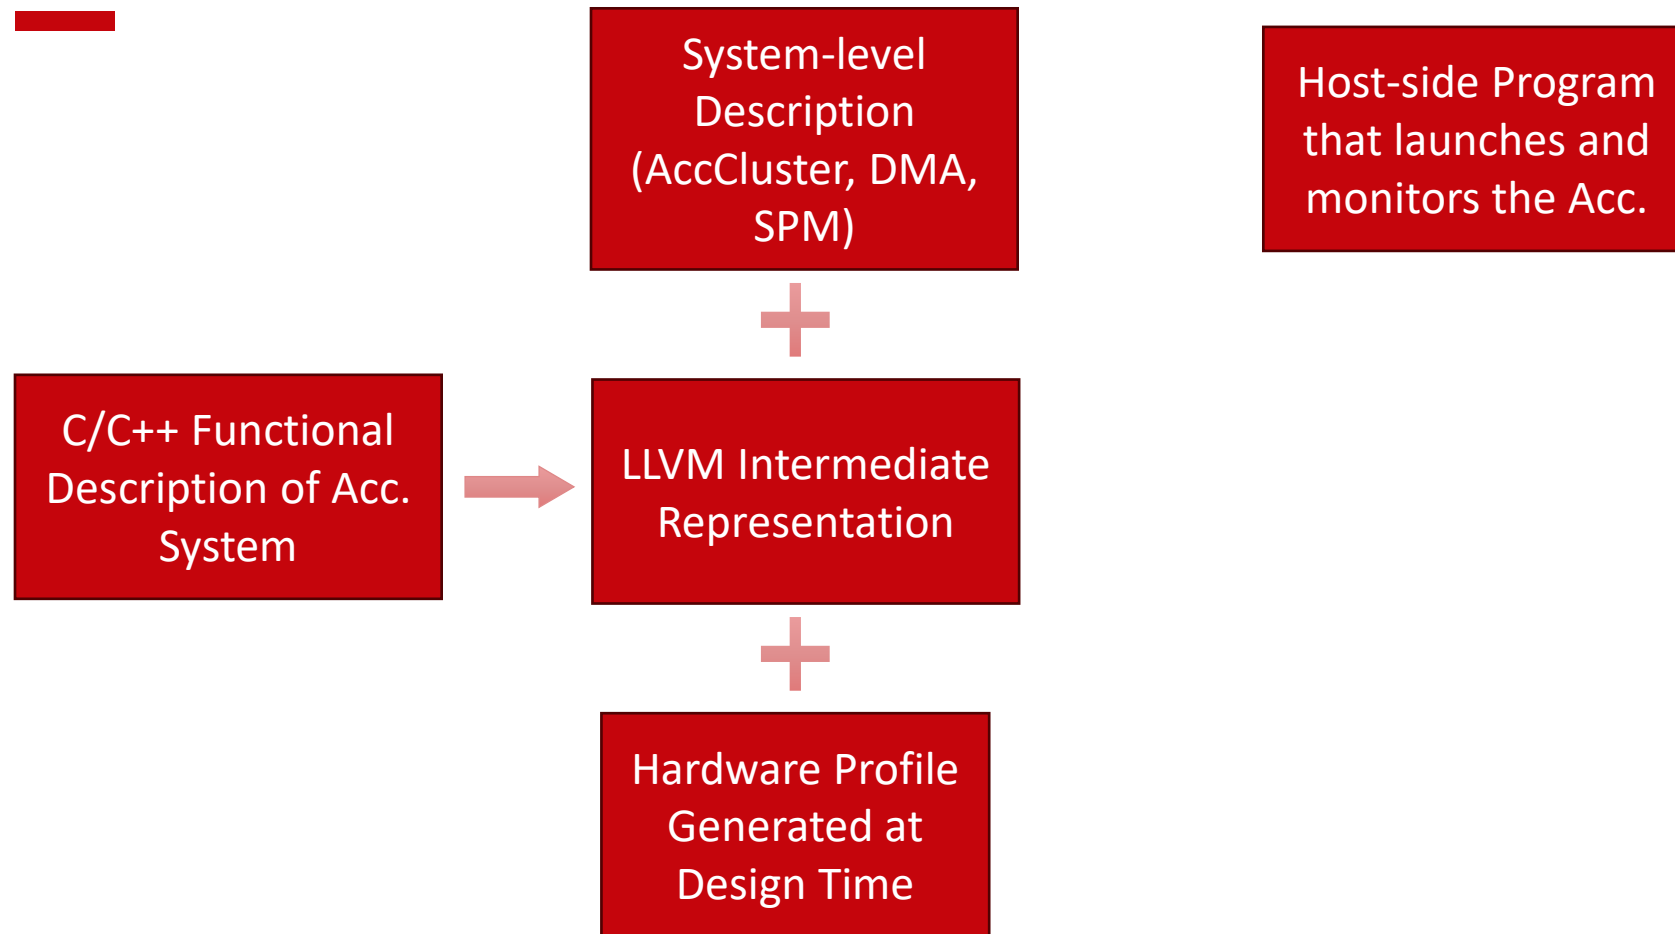 System-level
Description
(AccCluster, DMA,
SPM)
Host-side Program
that launches and
monitors the Acc.
C/C++ Functional
Description of Acc.
System
LLVM Intermediate
Representation
Hardware Profile
Generated at
Design Time